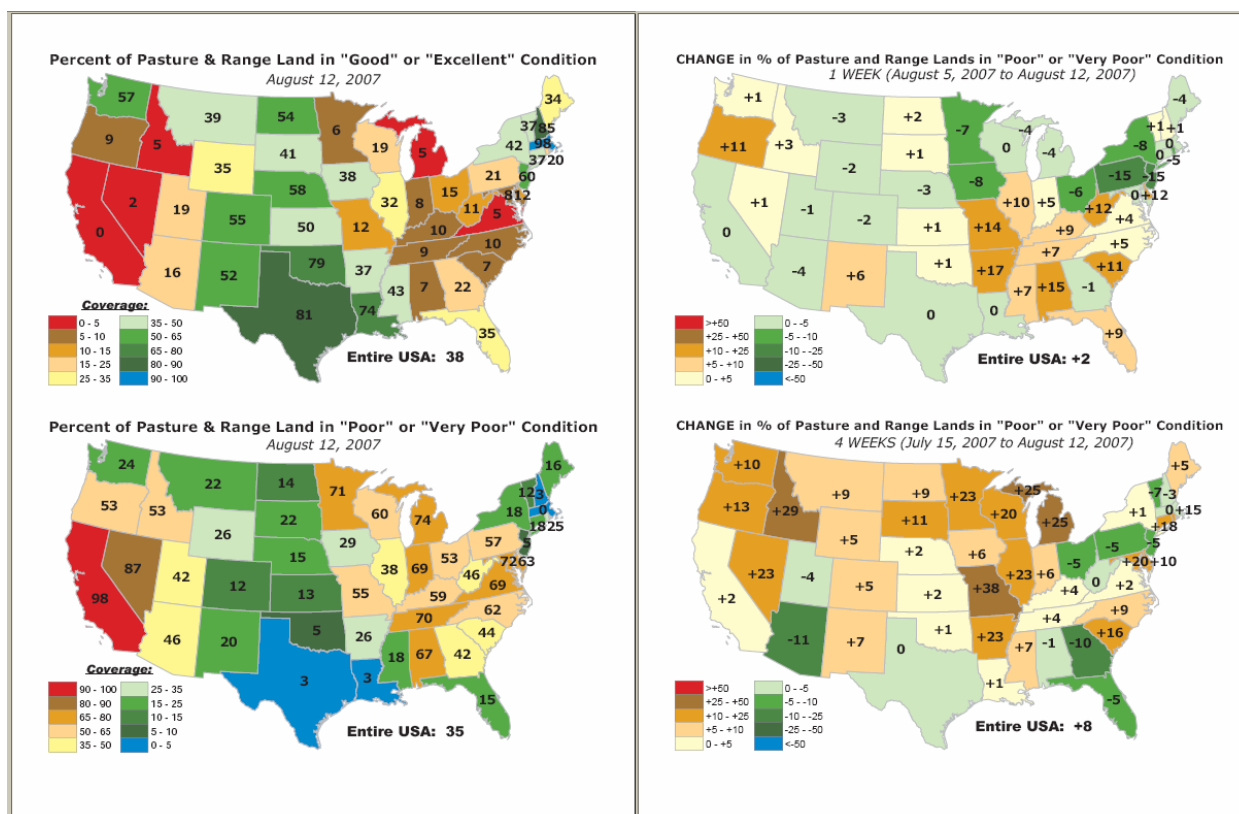 Percent of Pasture & Range Land in "Good" or "Excellent" Condition
August 12, 2007
57 39 54 6 34
9 5 41 19 5 37 85
35 42 98
38 37 20
2 19 58 32 8 15 21 60
0 55 50 12 11 5 8 12
10
16 52 79 37 9 10
7
81 74 43 7 22
35
Coverage:
0 - 5 35 - 50
5 - 10 50 - 65
10 - 15 65 - 80
15 - 25 80 - 90
25 - 35 90 - 100
Entire USA: 38
CHANGE in % of Pasture and Range Lands in "Poor" or "Very Poor" Condition
1 WEEK (August 5, 2007 to August 12, 2007)
+1 -3 +2 -7 -4 -4
+11 +3 +1 0 -4 +1 +1
-2 -8 0
-8 0 -5
+1 -1 -3 +10 +5 -6 -15 -15
0 -2 +1 +14 +12 +4 0 +12
+9
-4 +6 +1 +17 +7 +5
+11
0 0 +7 +15 -1
+9
>+50 0 - -5
+25 - +50 -5 - -10
+10 - +25 -10 - -25
+5 - +10 -25 - -50
0 - +5 <-50
Entire USA: +2
Percent of Pasture & Range Land in "Poor" or "Very Poor" Condition
August 12, 2007
24 22 14 71 16
53 53 22 60 74 12 3
26 18 0
29 18 25
87 42 15 38 69 53 57 5
98 12 13 55 46 69 72 63
59
46 20 5 26 70 62
44
3 3 18 67 42
15
Coverage:
90 - 100 25 - 35
80 - 90 15 - 25
65 - 80 10 - 15
50 - 65 5 - 10
35 - 50 0 - 5
Entire USA: 35
CHANGE in % of Pasture and Range Lands in "Poor" or "Very Poor" Condition
4 WEEKS (July 15, 2007 to August 12, 2007)
+10 +9 +9 +23 +25 +5
+13 +29 +11 +20 +25 -7 -3
+5 +1 0 +15
+6 +18
+23 -4 +2 +23 +6 -5 -5 -5
+2 +5 +2 +38 0 +2 +20 +10
+4
-11 +7 +1 +23 +4 +9
+16
0 +1 +7 -1 -10
-5
>+50 0 - -5
+25 - +50 -5 - -10
+10 - +25 -10 - -25
+5 - +10 -25 - -50
0 - +5 <-50
Entire USA: +8